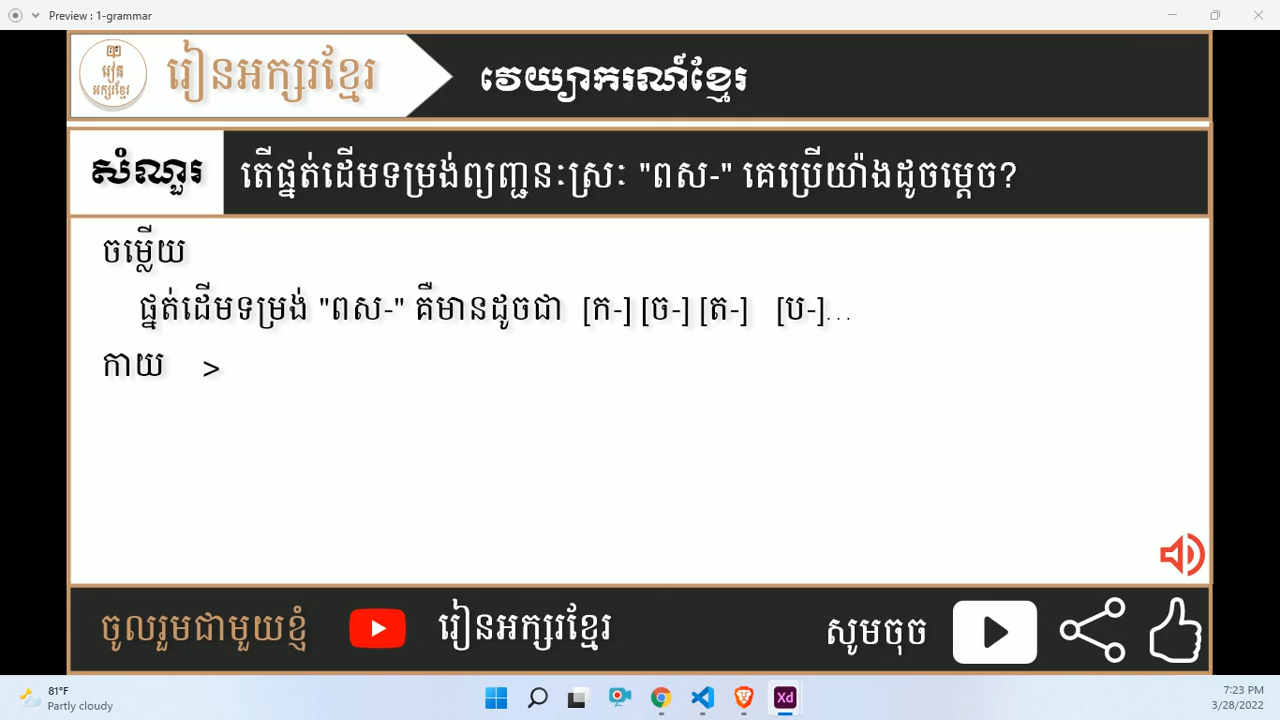 Preview : 1-grammar
រៀនអក្សរខ្មែរ
វេយ្យាករណ៍ខ្មែរ
រៀន
អក្សរខ្មែរ
សំណួរ
តើផ្នត់ដើមទម្រង់ព្យញ្ជនៈស្រៈ "ពស-" គេប្រើយ៉ាងដូចម្ដេច?
ចម្លើយ
ផ្នត់ដើមទម្រង់ "ពស-" គឺមានដូចជា [ក-] [ច-] [ត-] [ប-]...
កាយ >
ចូលរួមជាមួយខ្ញុំ
រៀនអក្សរខ្មែរ
សូមចុច
81°F
Partly cloudy
Xd
7:23 PM
3/28/2022